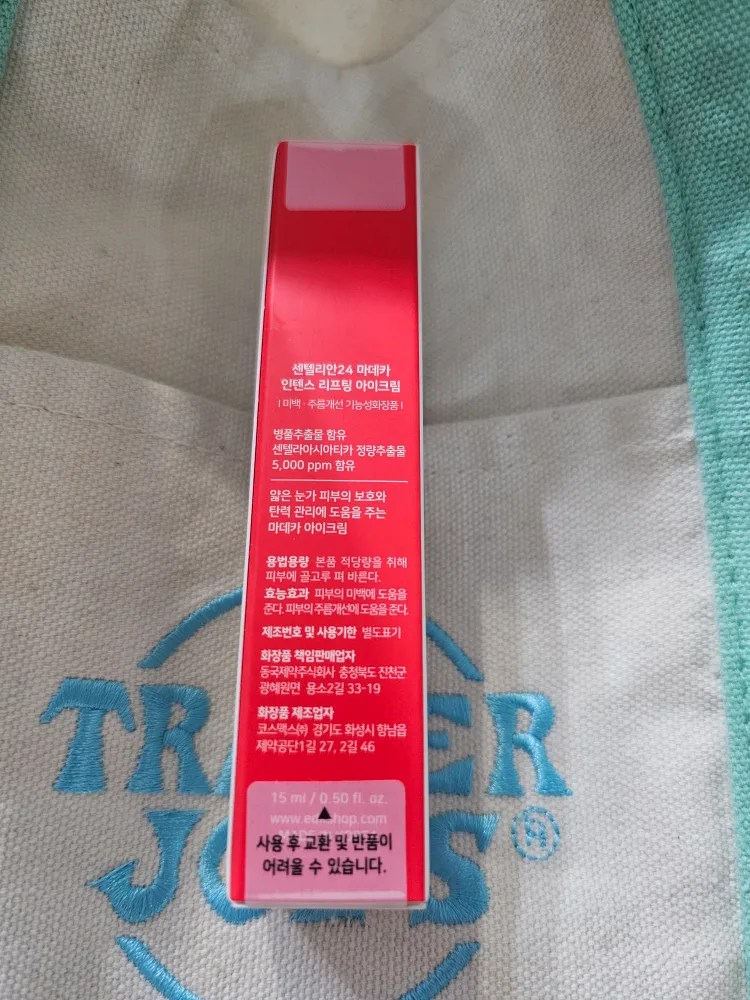 센텔리안24 마데카
인텐스 리프팅 아이크림
| 미백 · 주름개선 기능성화장품 |
병풀추출물 함유
센텔라아시아티카 정량추출물
5,000 ppm 함유
얇은 눈가 피부의 보호와
탄력 관리에 도움을 주는
마데카 아이크림
용법용량 본품 적당량을 취해
피부에 골고루 펴 바른다.
효능효과 피부의 미백에 도움을
준다. 피부의 주름개선에 도움을 준다.
제조번호 및 사용기한 별도표기
화장품 책임판매업자
동국제약주식회사 충청북도 진천군
광혜원면 용소2길 33-19
화장품 제조업자
코스맥스㈜ 경기도 화성시 향남읍
제약공단1길 27, 2길 46
15 ml / 0.50 fl. oz.
www.edkshop.com
▲
사용 후 교환 및 반품이
어려울 수 있습니다.
TRADER
JOE'S
®